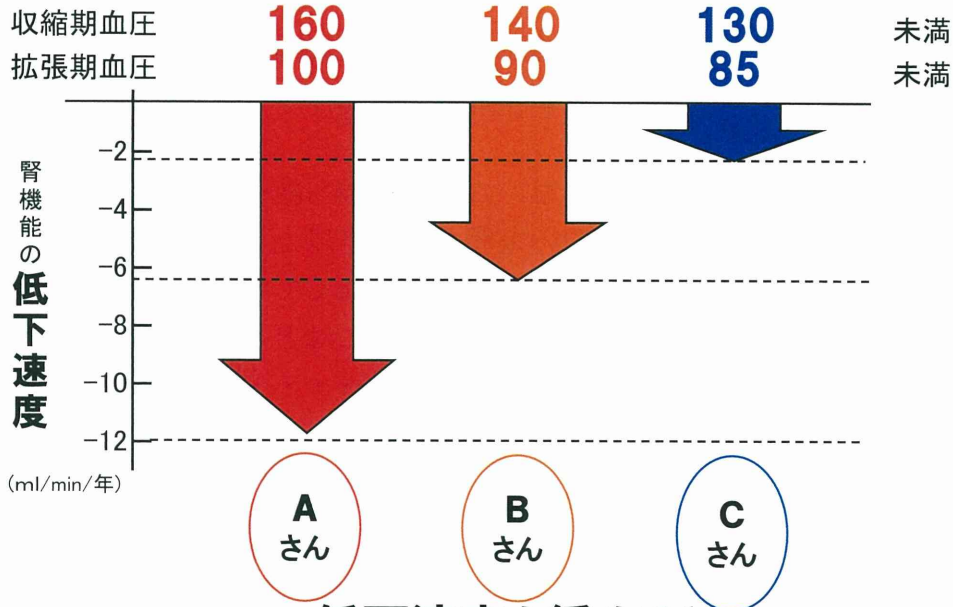 収縮期血圧 160 140 130 未満
拡張期血圧 100 90 85 未満
腎機能の低下速度
-2
-4
-6
-8
-10
-12
(ml/min/年)
A
さん
B
さん
C
さん